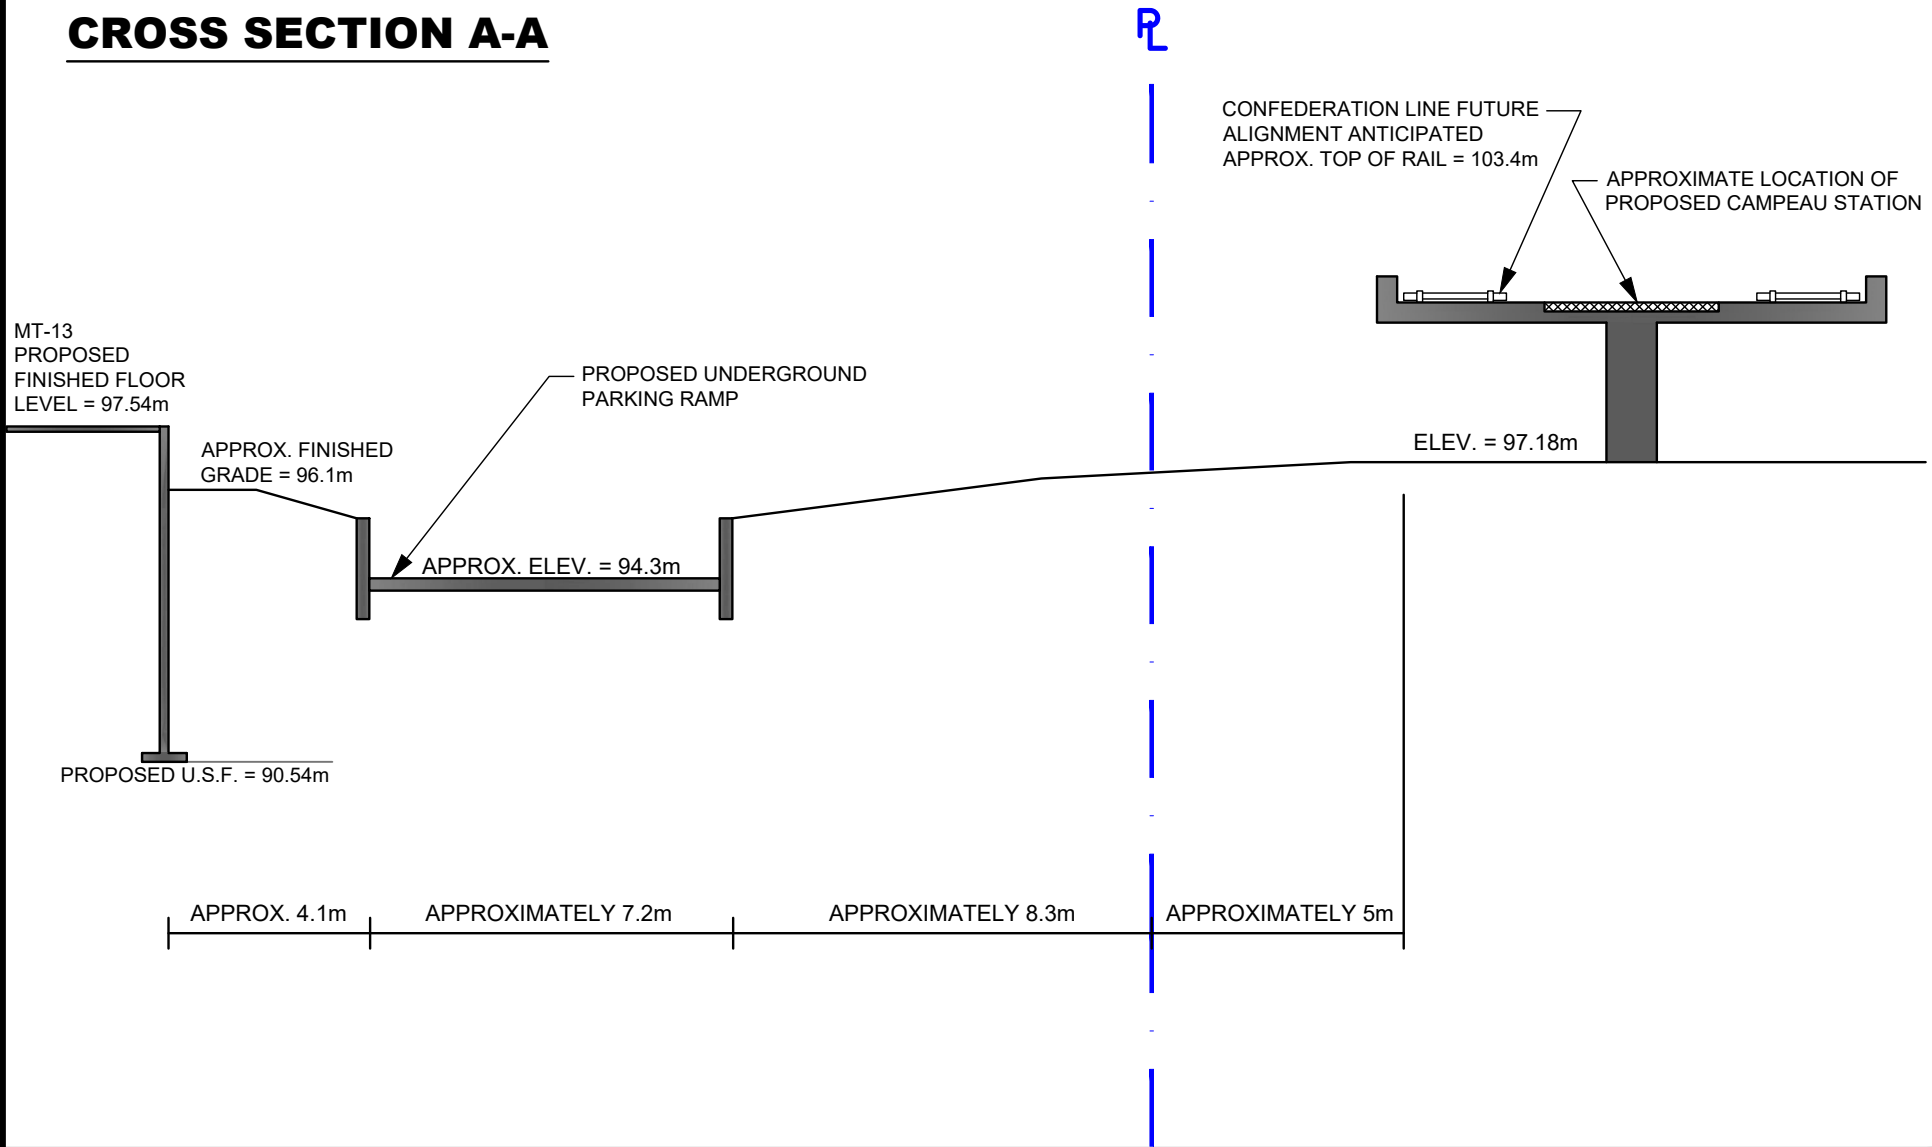 CROSS SECTION A-A
PL
CONFEDERATION LINE FUTURE
ALIGNMENT ANTICIPATED
APPROX. TOP OF RAIL = 103.4m
APPROXIMATE LOCATION OF
PROPOSED CAMPEAU STATION
MT-13
PROPOSED
FINISHED FLOOR
LEVEL = 97.54m
PROPOSED UNDERGROUND
PARKING RAMP
APPROX. FINISHED
GRADE = 96.1m
ELEV. = 97.18m
APPROX. ELEV. = 94.3m
PROPOSED U.S.F. = 90.54m
APPROX. 4.1m
APPROXIMATELY 7.2m
APPROXIMATELY 8.3m
APPROXIMATELY 5m